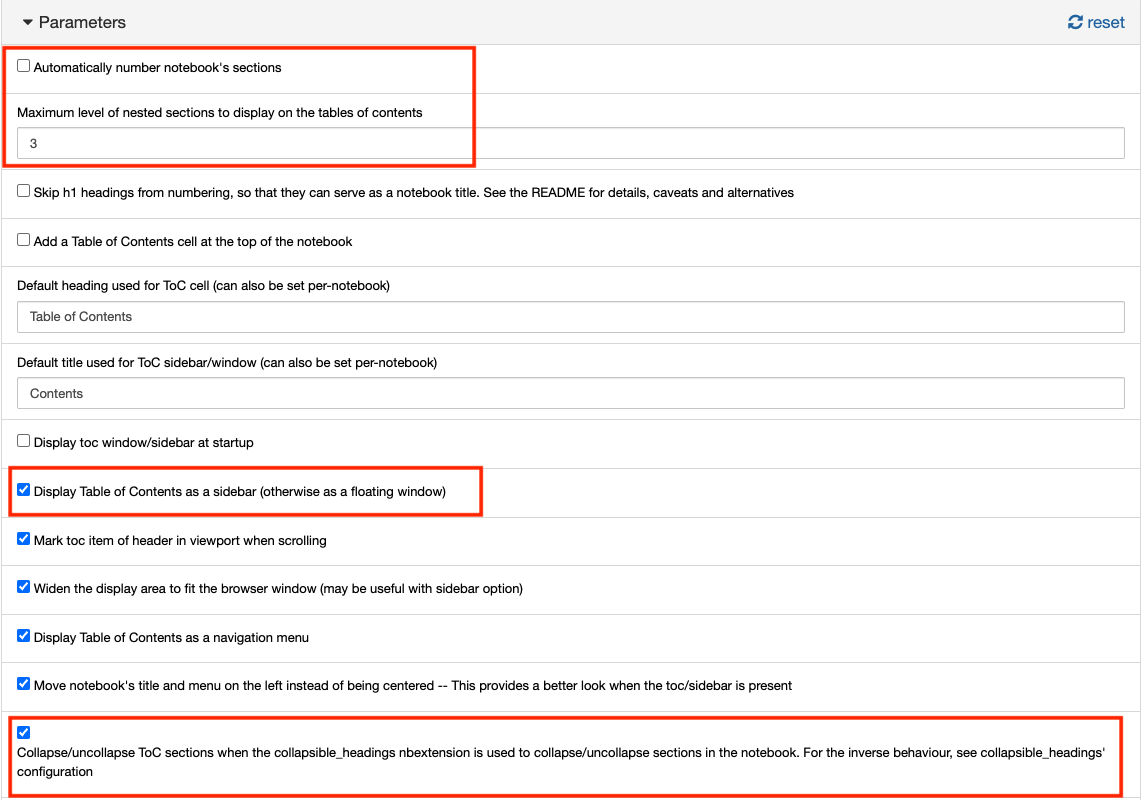 Parameters
reset
Automatically number notebook's sections
Maximum level of nested sections to display on the tables of contents
3
Skip h1 headings from numbering, so that they can serve as a notebook title. See the README for details, caveats and alternatives
Add a Table of Contents cell at the top of the notebook
Default heading used for ToC cell (can also be set per-notebook)
Table of Contents
Default title used for ToC sidebar/window (can also be set per-notebook)
Contents
Display toc window/sidebar at startup
Display Table of Contents as a sidebar (otherwise as a floating window)
Mark toc item of header in viewport when scrolling
Widen the display area to fit the browser window (may be useful with sidebar option)
Display Table of Contents as a navigation menu
Move notebook's title and menu on the left instead of being centered -- This provides a better look when the toc/sidebar is present
Collapse/uncollapse ToC sections when the collapsible_headings nbextension is used to collapse/uncollapse sections in the notebook. For the inverse behaviour, see collapsible_headings'
configuration